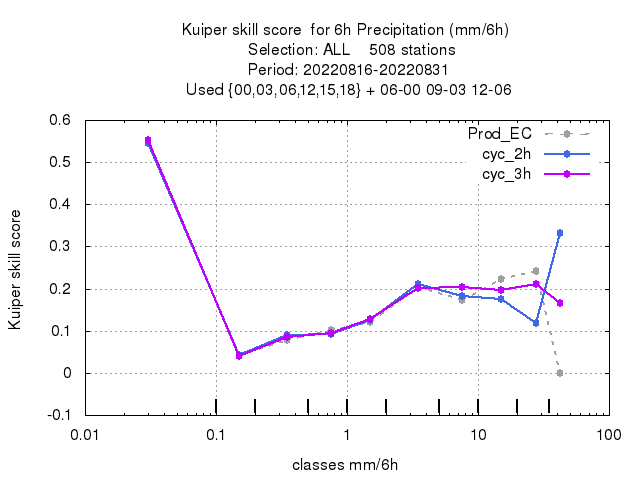 Kuiper skill score  for 6h Precipitation (mm/6h)
Selection: ALL    508 stations
Period: 20220816-20220831
Used {00,03,06,12,15,18} + 06-00 09-03 12-06
Prod_EC
cyc_2h
cyc_3h
0.6
0.5
0.4
0.3
0.2
0.1
0
-0.1
Kuiper skill score
0.01 0.1 1 10 100
classes mm/6h